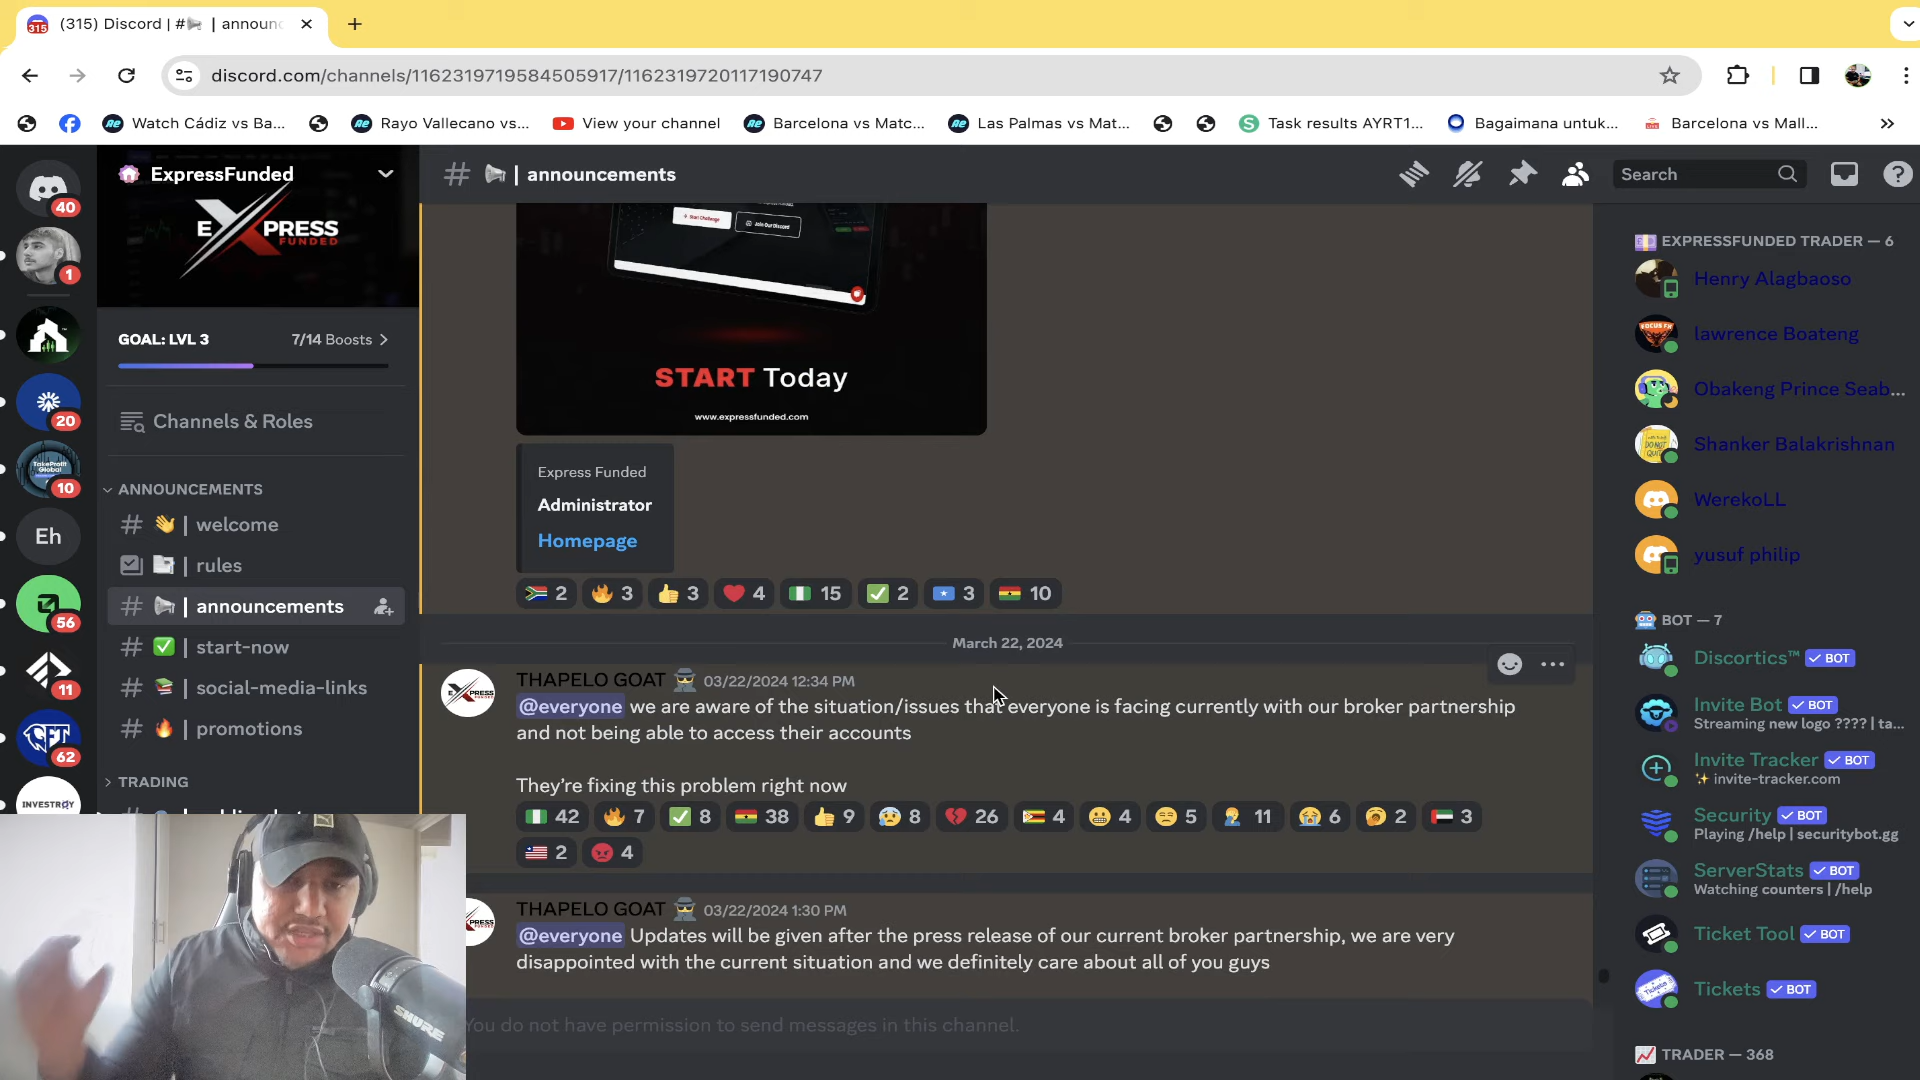 (315) Discord | # | announc
discord.com/channels/1162319719584505917/1162319720117190747
Watch Cádiz vs Ba...
Rayo Vallecano vs...
View your channel
Barcelona vs Matc...
Las Palmas vs Mat...
Task results AYRT1...
Bagaimana untuk...
Barcelona vs Mall...
ExpressFunded
# | announcements
Search
EXPRESS
FUNDED
GOAL: LVL 3
7/14 Boosts
Channels & Roles
ANNOUNCEMENTS
# | welcome
| rules
# | announcements
# | start-now
# | social-media-links
# | promotions
TRADING
40
1
20
TakeProfit
Global
10
Eh
56
11
CFT
62
INVESTROY
Start Challenge
Join Our Discord
START Today
www.expressfunded.com
Express Funded
Administrator
Homepage
2 3 3 4 15 2 3 10
March 22, 2024
THAPELO GOAT 03/22/2024 12:34 PM
@everyone we are aware of the situation/issues that everyone is facing currently with our broker partnership
and not being able to access their accounts
They're fixing this problem right now
42 7 8 38 9 8 26 4 4 5 11 6 2 3
2 4
THAPELO GOAT 03/22/2024 1:30 PM
@everyone Updates will be given after the press release of our current broker partnership, we are very
disappointed with the current situation and we definitely care about all of you guys
You do not have permission to send messages in this channel.
SHURE
EXPRESSFUNDED TRADER — 6
Henry Alagbaoso
lawrence Boateng
Obakeng Prince Seab...
Shanker Balakrishnan
WerekoLL
yusuf philip
BOT — 7
Discortics™ BOT
Invite Bot BOT
Streaming new logo ???? | ta...
Invite Tracker BOT
invite-tracker.com
Security BOT
Playing /help | securitybot.gg
ServerStats BOT
Watching counters | /help
Ticket Tool BOT
Tickets BOT
TRADER — 368